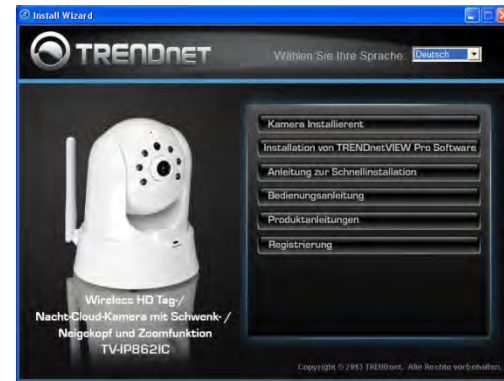 Install Wizard
TRENDNET
Wählen Sie Ihre Sprache: Deutsch
Kamera Installierent
Installation von TRENDnetVIEW Pro Software
Anleitung zur Schnellinstallation
Bedienungsanleitung
Produktanleitungen
Registrierung
Wireless HD Tag-/
Nacht-Cloud-Kamera mit Schwenk- /
Neigekopf und Zoomfunktion
TV-IP862IC
Copyright © 2013 TRENDnet. Alle Rechte vorbehalten.